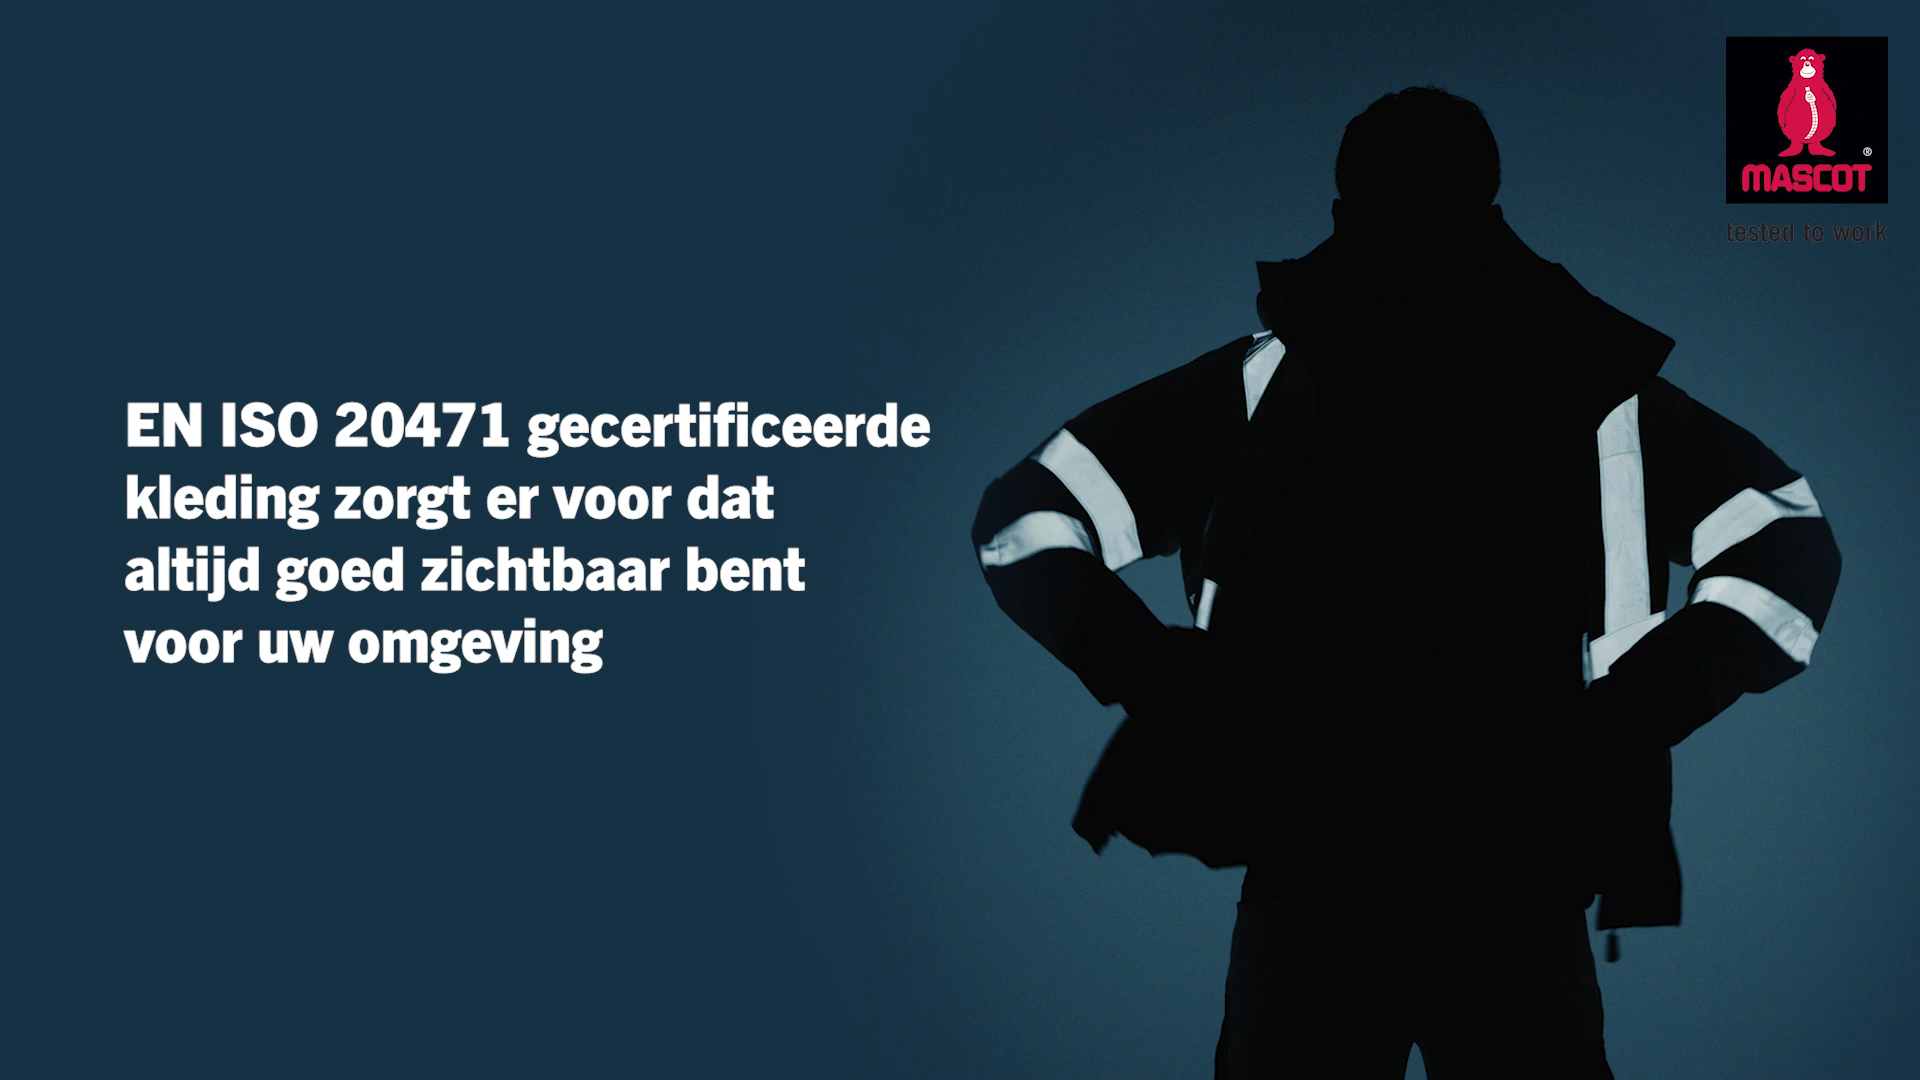 MASCOT
®
tested to work
EN ISO 20471 gecertificeerde
kleding zorgt er voor dat
altijd goed zichtbaar bent
voor uw omgeving